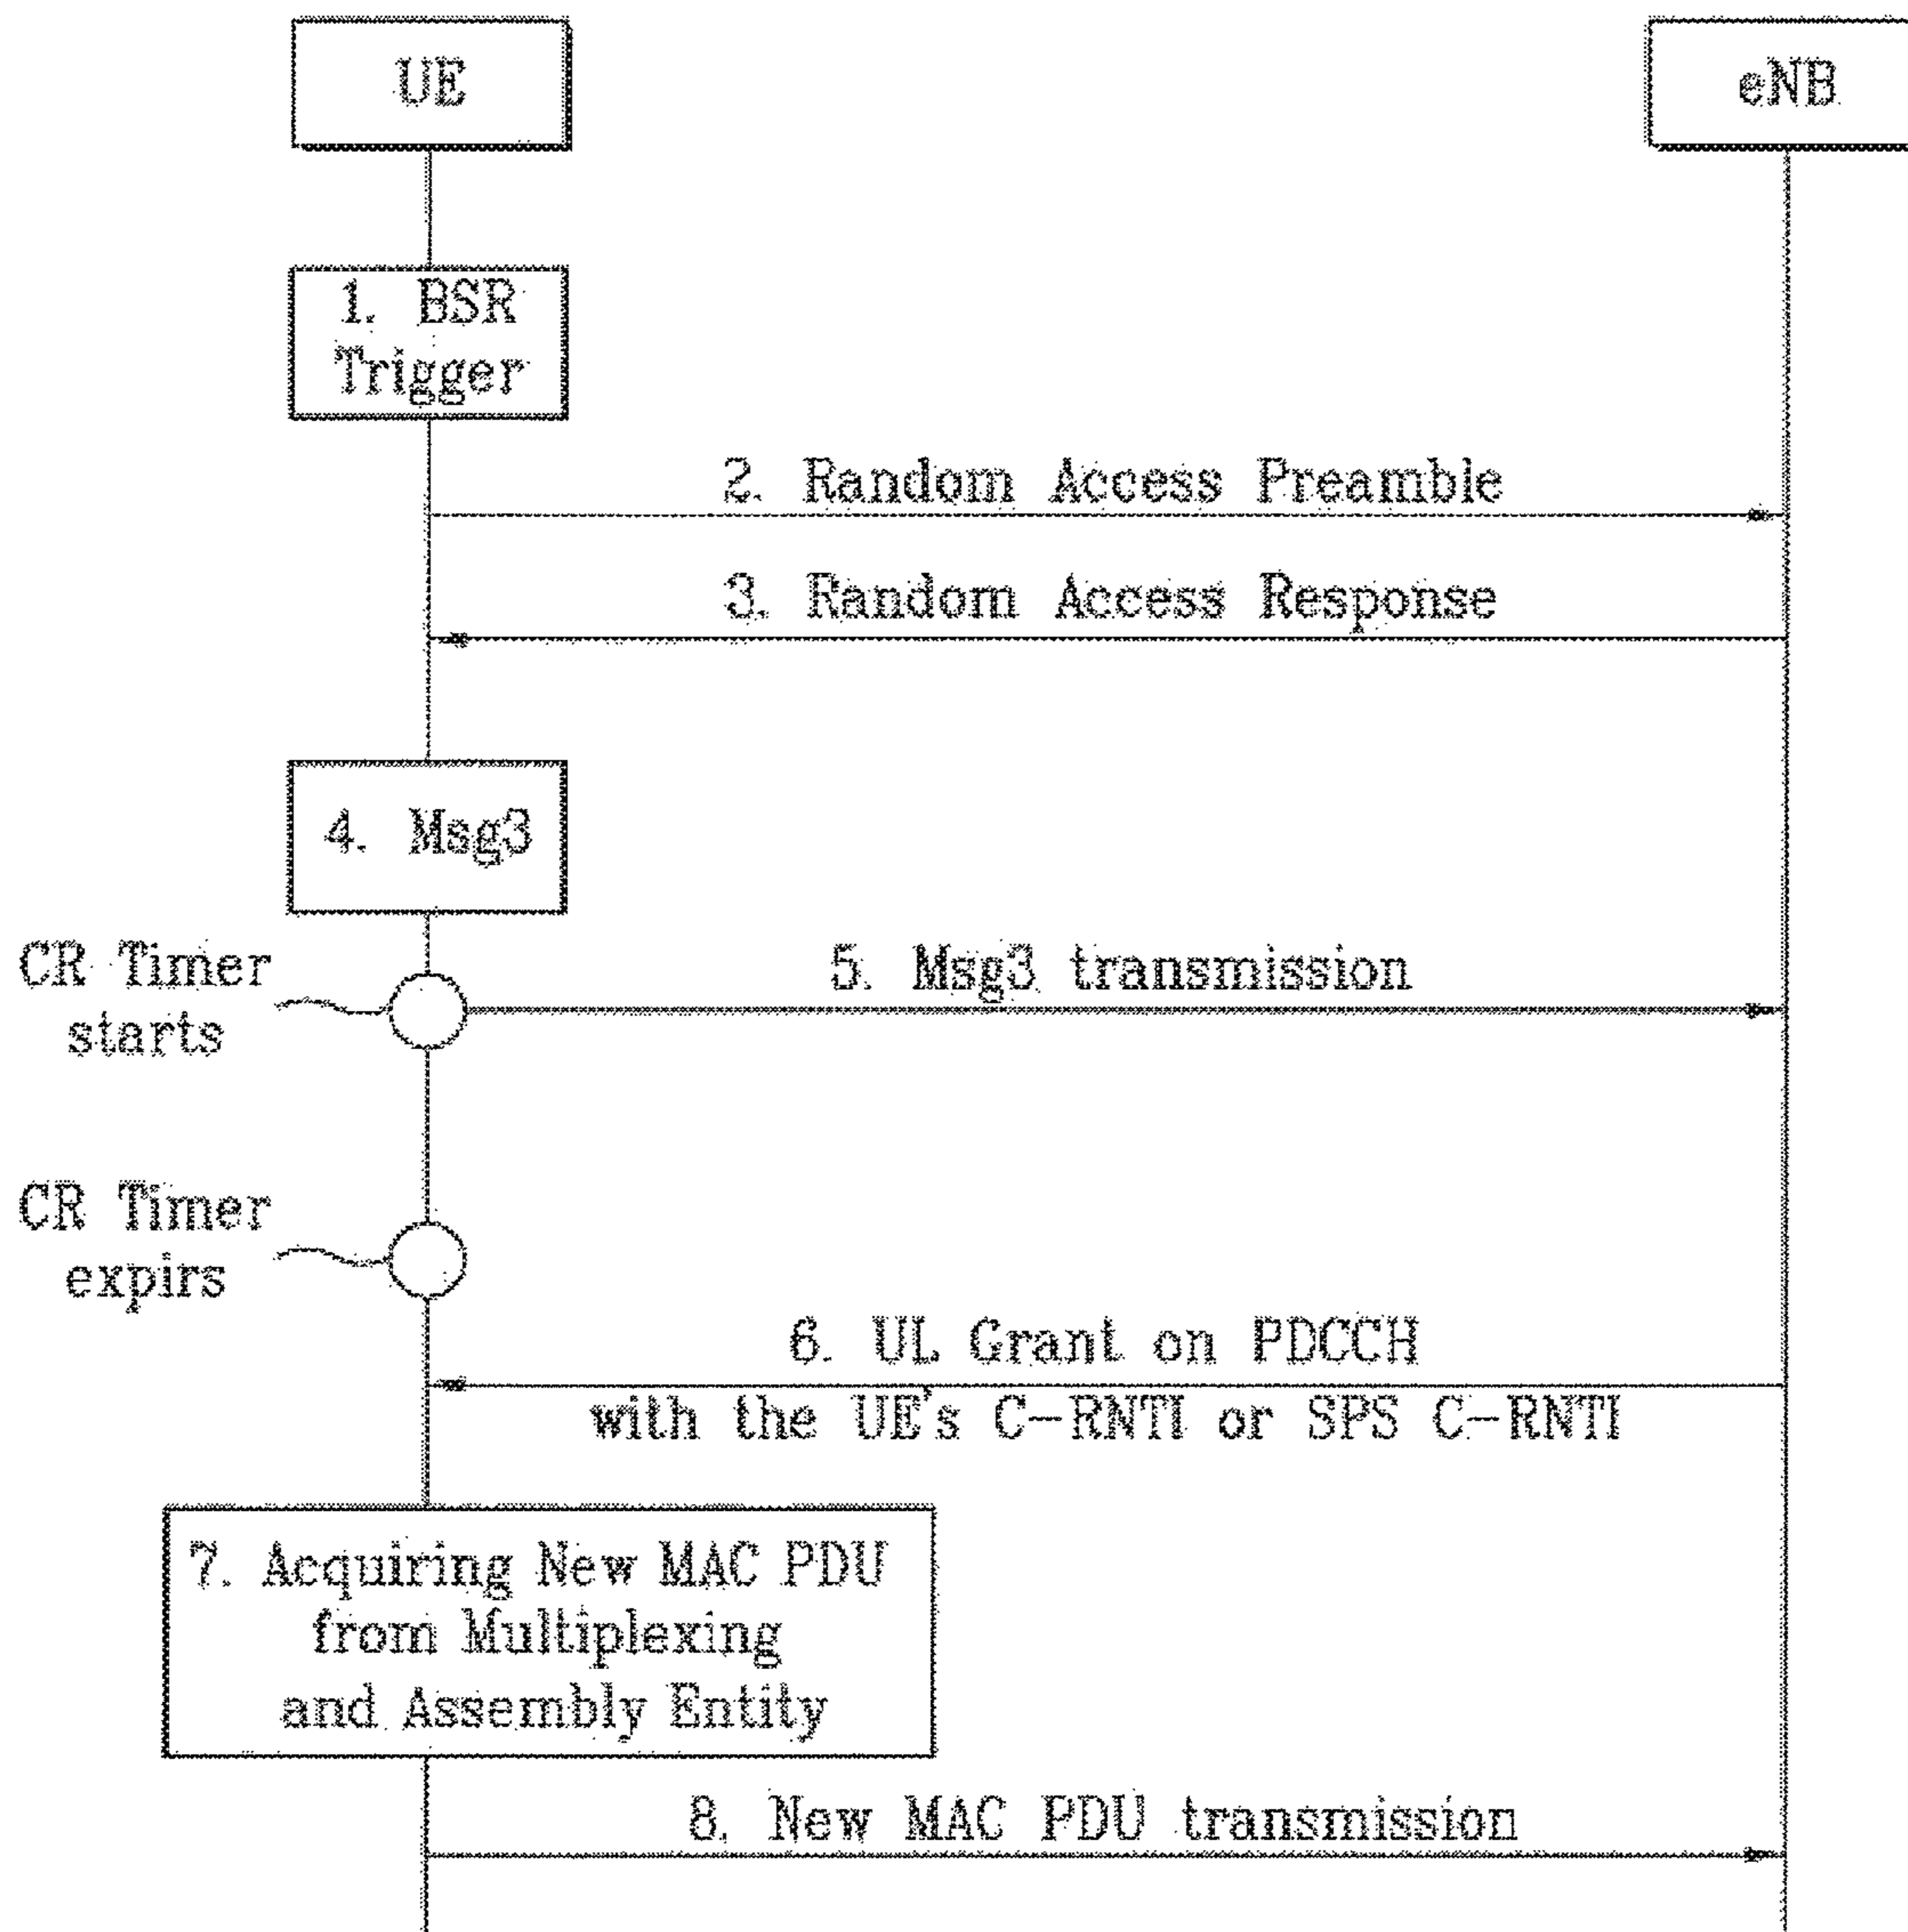 UE
eNB
1. BSR
Trigger
2. Random Access Preamble
3. Random Access Response
4. Msg3
CR Timer
starts
5. Msg3 transmission
CR Timer
expirs
6. UL Grant on PDCCH
with the UE's C-RNTI or SPS C-RNTI
7. Acquiring New MAC PDU
from Multiplexing
and Assembly Entity
8. New MAC PDU transmission